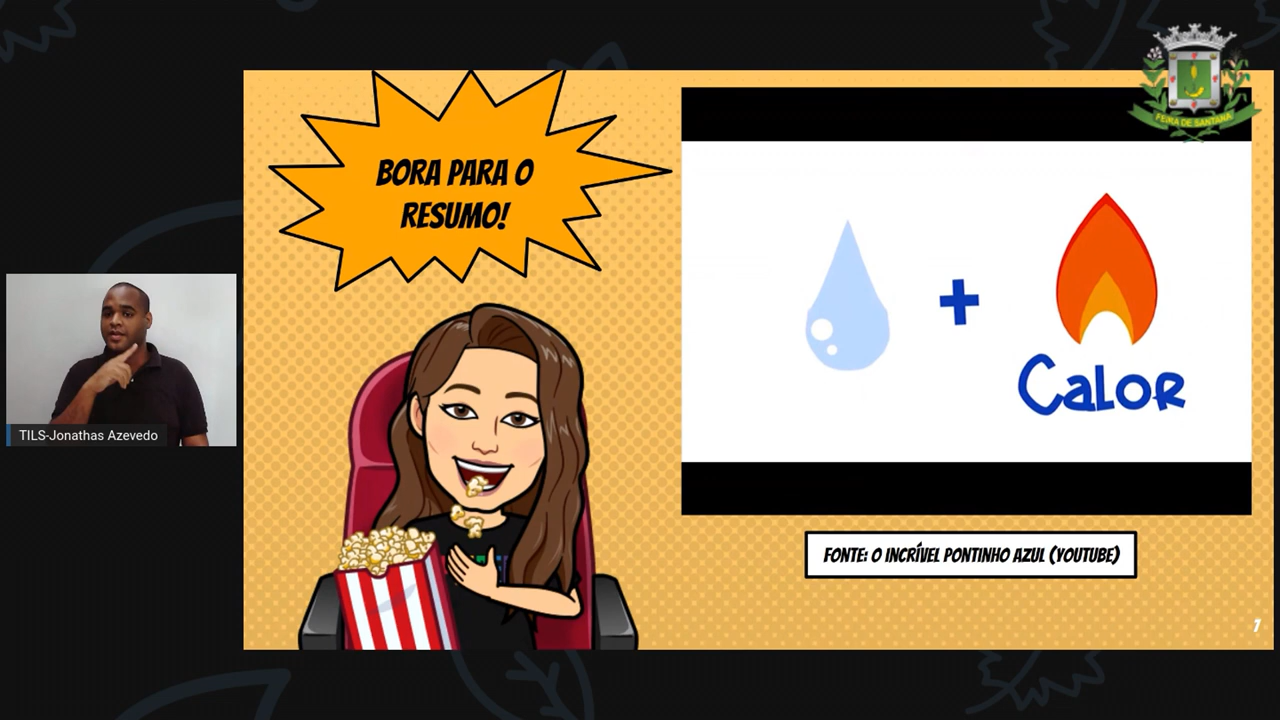 BORA PARA O
RESUMO!
FEIRA DE SANTANA
CALOR
TILS-Jonathas Azevedo
FONTE: O INCRÍVEL PONTINHO AZUL (YOUTUBE)
7